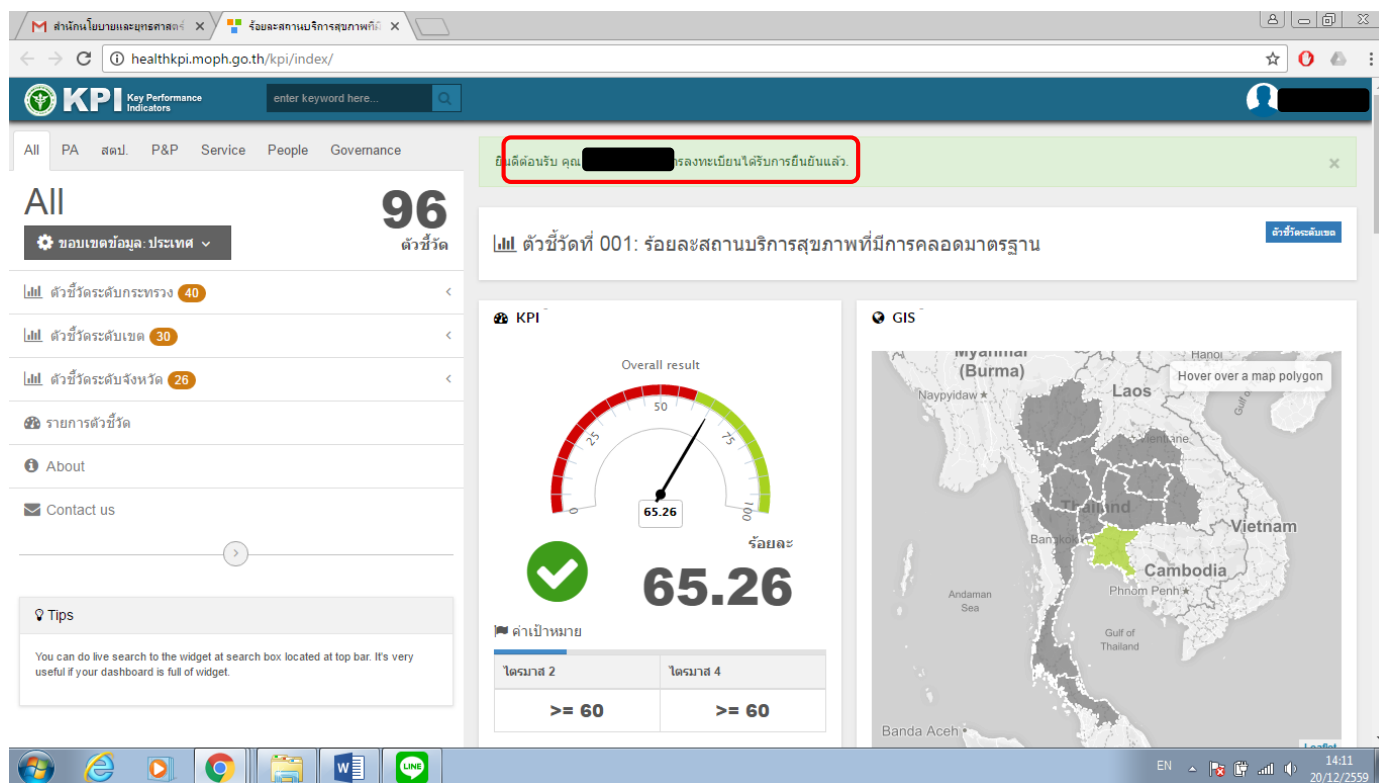 สำนักนโยบายและยุทธศาสตร์
ร้อยละสถานบริการสุขภาพที่มี
healthkpi.moph.go.th/kpi/index/
KPI Key Performance Indicators
enter keyword here...
All PA สตป. P&P Service People Governance
All
96
ขอบเขตข้อมูล: ประเทศ
ตัวชี้วัด
ตัวชี้วัดระดับกระทรวง 40
ตัวชี้วัดระดับเขต 30
ตัวชี้วัดระดับจังหวัด 26
รายการตัวชี้วัด
About
Contact us
Tips
You can do live search to the widget at search box located at top bar. It's very
useful if your dashboard is full of widget.
ยินดีต้อนรับ คุณ
รลงทะเบียนได้รับการยืนยันแล้ว.
ตัวชี้วัดที่ 001: ร้อยละสถานบริการสุขภาพที่มีการคลอดมาตรฐาน
ตัวชี้วัดระดับเขต
KPI
Overall result
0 25 50 75 100
65.26
ร้อยละ
65.26
ค่าเป้าหมาย
ไตรมาส 2 ไตรมาส 4
>= 60 >= 60
GIS
Hover over a map polygon
Myanmar
(Burma)
Hanoi
Naypyidaw
Laos
Gulf of
Vientiane
Thailand
Vietnam
Bangkok
Cambodia
Phnom Penh
Andaman
Sea
Gulf of
Thailand
Banda Aceh
Leaflet
EN
14:11
20/12/2559